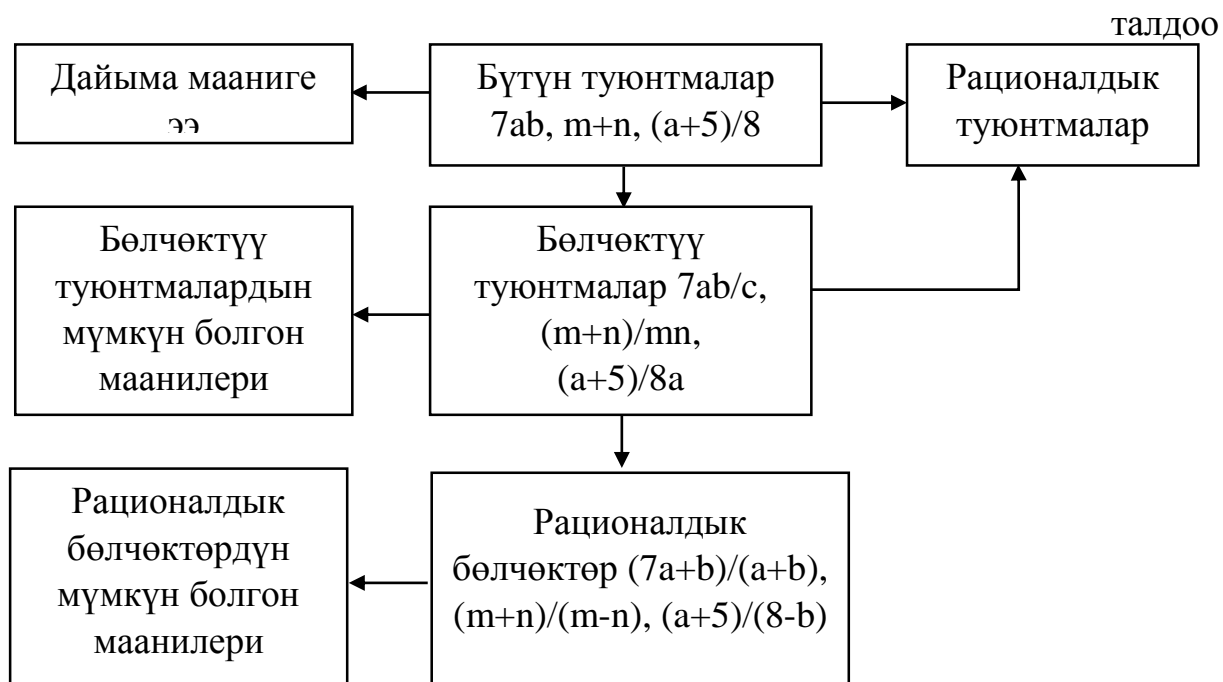 талдоо
Дайыма мааниге
ээ
Бүтүн туюнтмалар
7ab, m+n, (a+5)/8
Рационалдык
туюнтмалар
Бөлчөктүү
туюнтмалардын
мүмкүн болгон
маанилери
Бөлчөктүү
туюнтмалар 7ab/c,
(m+n)/mn,
(a+5)/8a
Рационалдык
бөлчөктөрдүн
мүмкүн болгон
маанилери
Рационалдык
бөлчөктөр (7a+b)/(a+b),
(m+n)/(m-n), (a+5)/(8-b)